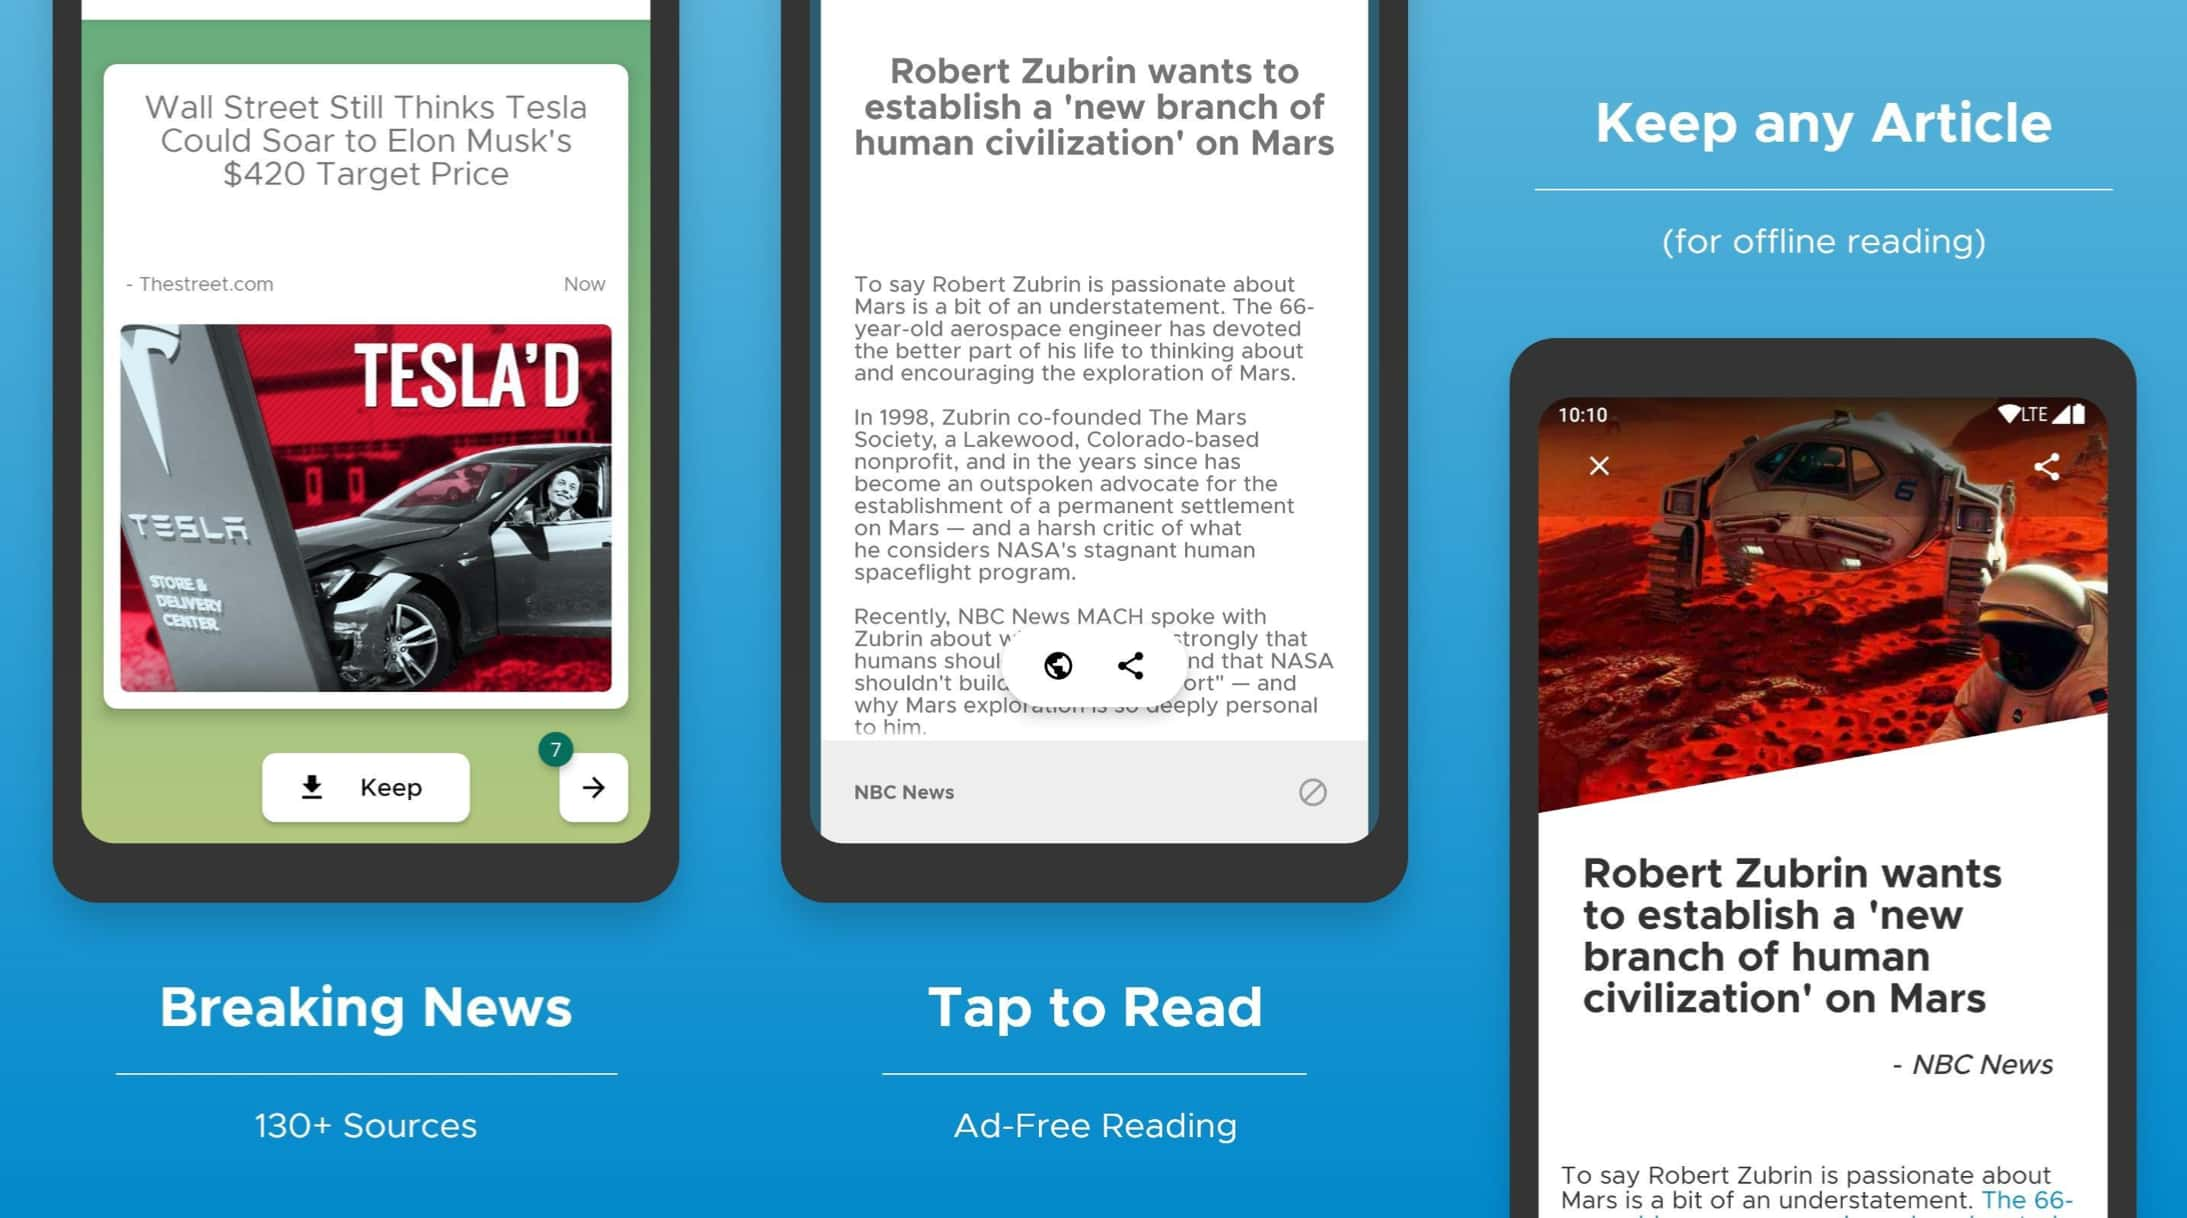 Wall Street Still Thinks Tesla
Could Soar to Elon Musk's
$420 Target Price
- Thestreet.com
Now
TESLA'D
TESLA
STORE &
DELIVERY
CENTER
7
Keep
Breaking News
130+ Sources
Robert Zubrin wants to
establish a 'new branch of
human civilization' on Mars
To say Robert Zubrin is passionate about
Mars is a bit of an understatement. The 66-
year-old aerospace engineer has devoted
the better part of his life to thinking about
and encouraging the exploration of Mars.
In 1998, Zubrin co-founded The Mars
Society, a Lakewood, Colorado-based
nonprofit, and in the years since has
become an outspoken advocate for the
establishment of a permanent settlement
on Mars — and a harsh critic of what
he considers NASA's stagnant human
spaceflight program.
Recently, NBC News MACH spoke with
Zubrin about strongly that
humans nd that NASA
shouldn't ort" — and
why Mars exploration is so deeply personal
to him.
NBC News
Tap to Read
Ad-Free Reading
Keep any Article
(for offline reading)
10:10
LTE
6
Robert Zubrin wants
to establish a 'new
branch of human
civilization' on Mars
- NBC News
To say Robert Zubrin is passionate about
Mars is a bit of an understatement. The 66-